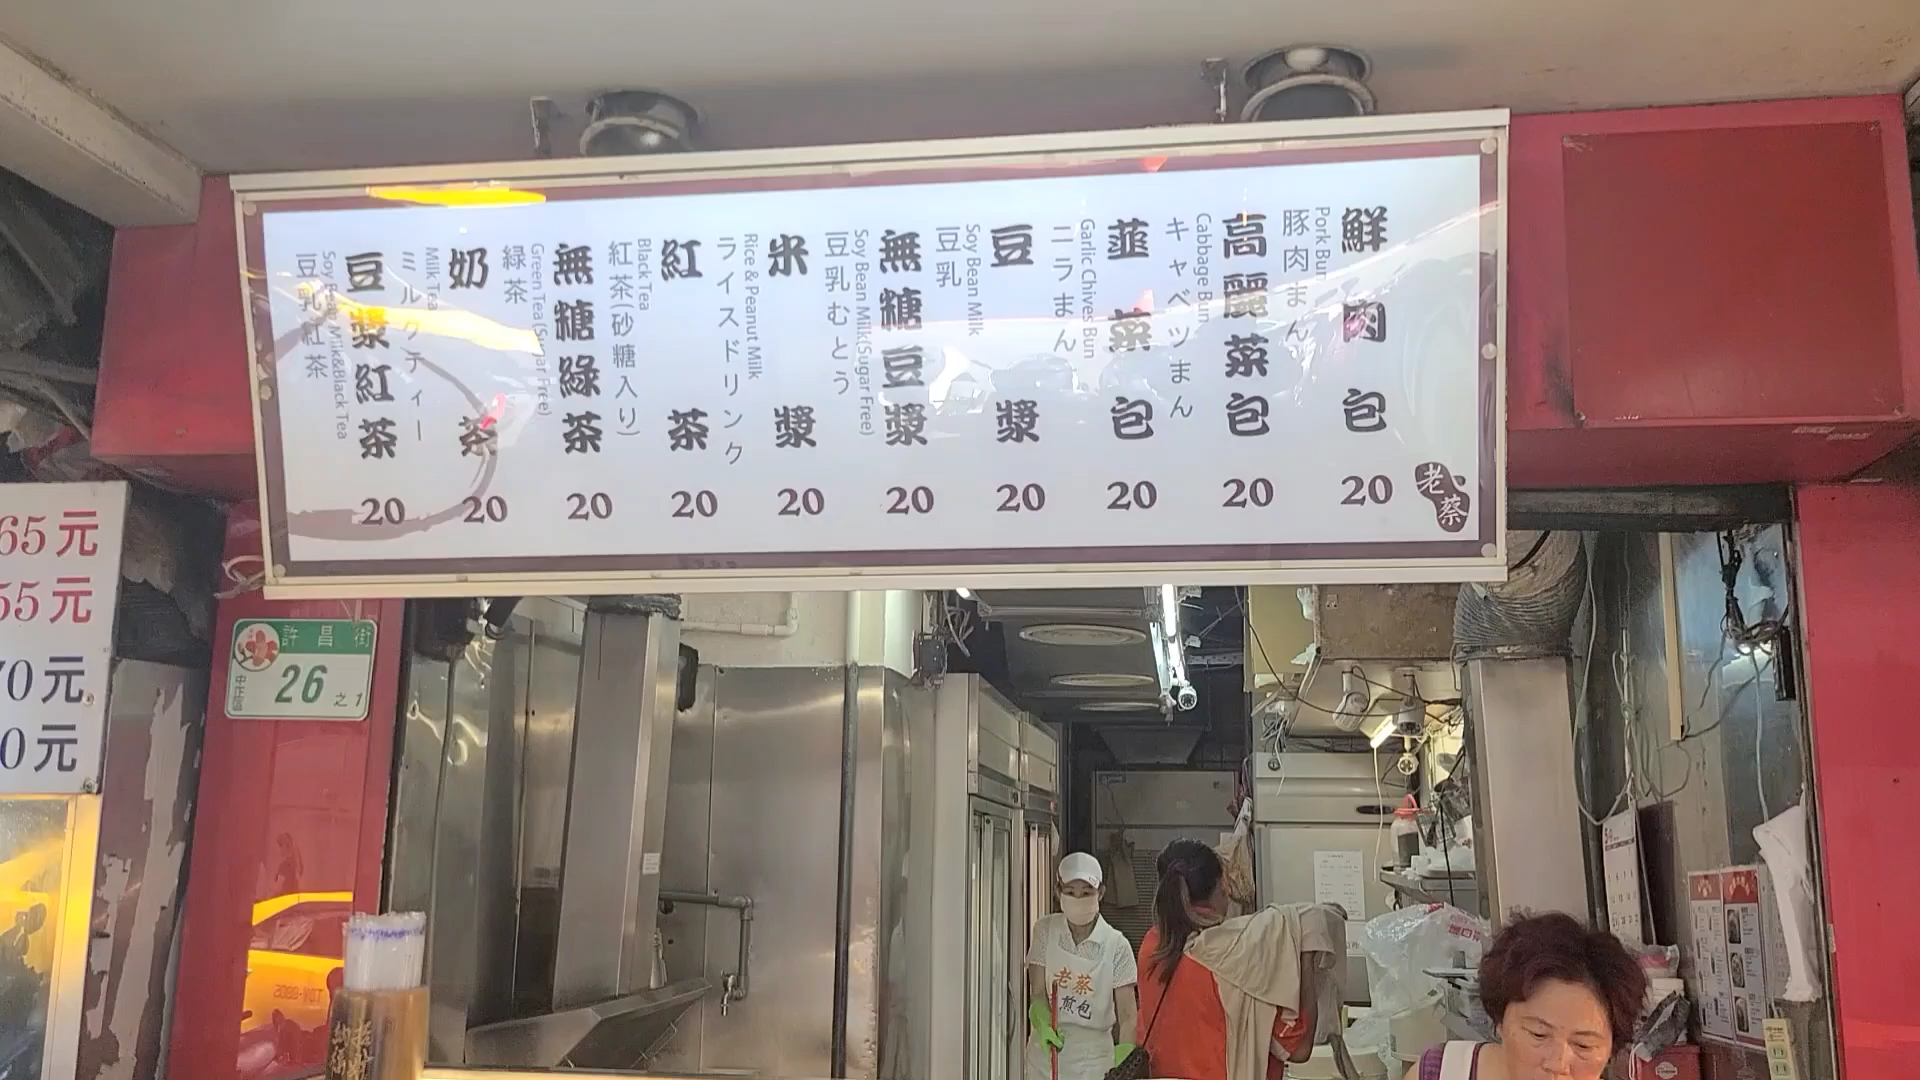 鮮肉包 20
Pork Bun
豚肉まん
高麗菜包 20
Cabbage Bun
キャベツまん
韮菜包 20
Garlic Chives Bun
ニラまん
豆漿 20
Soy Bean Milk
豆乳
無糖豆漿 20
Soy Bean Milk(Sugar Free)
豆乳むとう
米漿 20
Rice & Peanut Milk
ライスドリンク
紅茶 20
Black Tea
紅茶(砂糖入り)
無糖綠茶 20
Green Tea(Sugar Free)
緑茶
奶茶 20
Milk Tea
ミルクティー
豆漿紅茶 20
Soy Bean Milk&Black Tea
豆乳紅茶
老蔡
65元
55元
70元
0元
許昌街
中正區
26之1
老蔡
煎包